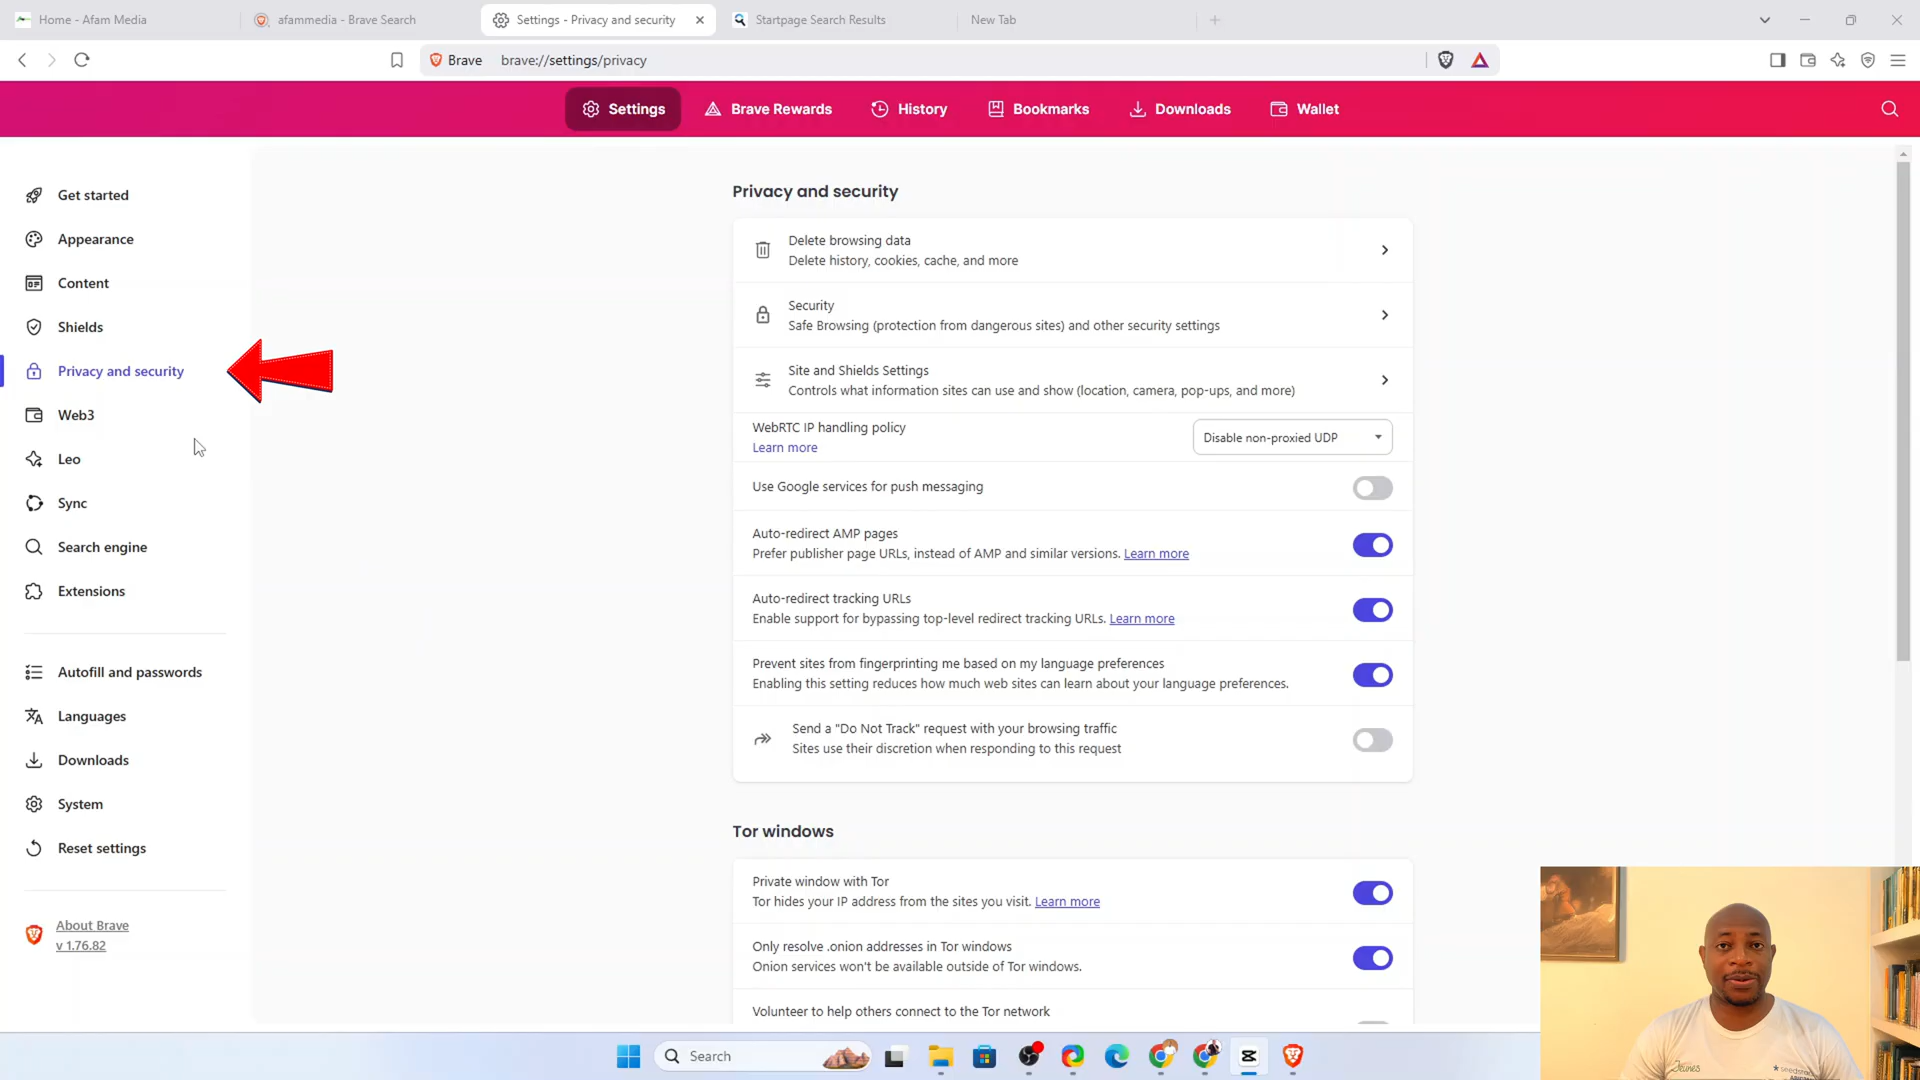 Home - Afam Media
afammedia - Brave Search
Settings - Privacy and security
Startpage Search Results
New Tab
Brave
brave://settings/privacy
Settings
Brave Rewards
History
Bookmarks
Downloads
Wallet
Get started
Appearance
Content
Shields
Privacy and security
Web3
Leo
Sync
Search engine
Extensions
Autofill and passwords
Languages
Downloads
System
Reset settings
About Brave
v 1.76.82
Privacy and security
Delete browsing data
Delete history, cookies, cache, and more
Security
Safe Browsing (protection from dangerous sites) and other security settings
Site and Shields Settings
Controls what information sites can use and show (location, camera, pop-ups, and more)
WebRTC IP handling policy
Learn more
Disable non-proxied UDP
Use Google services for push messaging
Auto-redirect AMP pages
Prefer publisher page URLs, instead of AMP and similar versions. Learn more
Auto-redirect tracking URLs
Enable support for bypassing top-level redirect tracking URLs. Learn more
Prevent sites from fingerprinting me based on my language preferences
Enabling this setting reduces how much web sites can learn about your language preferences.
Send a "Do Not Track" request with your browsing traffic
Sites use their discretion when responding to this request
Tor windows
Private window with Tor
Tor hides your IP address from the sites you visit. Learn more
Only resolve .onion addresses in Tor windows
Onion services won't be available outside of Tor windows.
Volunteer to help others connect to the Tor network
Search